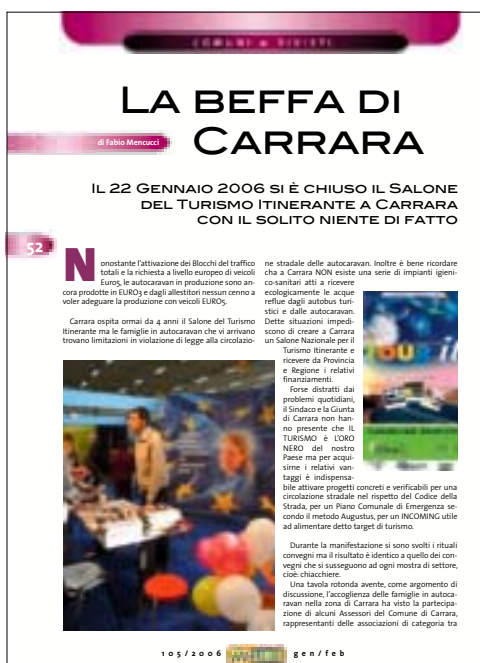 COMUNI e DIVIETI
LA BEFFA DI
CARRARA
di Fabio Mencucci
IL 22 GENNAIO 2006 SI È CHIUSO IL SALONE
DEL TURISMO ITINERANTE A CARRARA
CON IL SOLITO NIENTE DI FATTO
52
Nonostante l'attivazione dei Blocchi del traffico
totali e la richiesta a livello europeo di veicoli
Euro5, le autocaravan in produzione sono an-
cora prodotte in EURO3 e dagli allestitori nessun cenno a
voler adeguare la produzione con veicoli EURO5.
Carrara ospita ormai da 4 anni il Salone del Turismo
Itinerante ma le famiglie in autocaravan che vi arrivano
trovano limitazioni in violazione di legge alla circolazio-
ne stradale delle autocaravan. Inoltre è bene ricordare
cha a Carrara NON esiste una serie di impianti igieni-
co-sanitari atti a ricevere
ecologicamente le acque
reflue dagli autobus turi-
stici e dalle autocaravan.
Dette situazioni impedi-
scono di creare a Carrara
un Salone Nazionale per il
Turismo Itinerante e
ricevere da Provincia
e Regione i relativi
finanziamenti.
Forse distratti dai
problemi quotidiani,
il Sindaco e la Giunta
di Carrara non han-
no presente che IL
TURISMO È L'ORO
NERO del nostro
Paese ma per acqui-
sirne i relativi van-
taggi è indispensa-
bile attivare progetti concreti e verificabili per una
circolazione stradale nel rispetto del Codice della
Strada, per un Piano Comunale di Emergenza se-
condo il metodo Augustus, per un INCOMING utile
ad alimentare detto target di turismo.
Durante la manifestazione si sono svolti i rituali
convegni ma il risultato è identico a quello dei con-
vegni che si susseguono ad ogni mostra di settore,
cioè: chiacchiere.
Una tavola rotonda avente, come argomento di
discussione, l'accoglienza delle famiglie in autoca-
ravan nella zona di Carrara ha visto la partecipa-
zione di alcuni Assessori del Comune di Carrara,
rappresentanti delle associazioni di categoria tra
105/2006 gen/feb